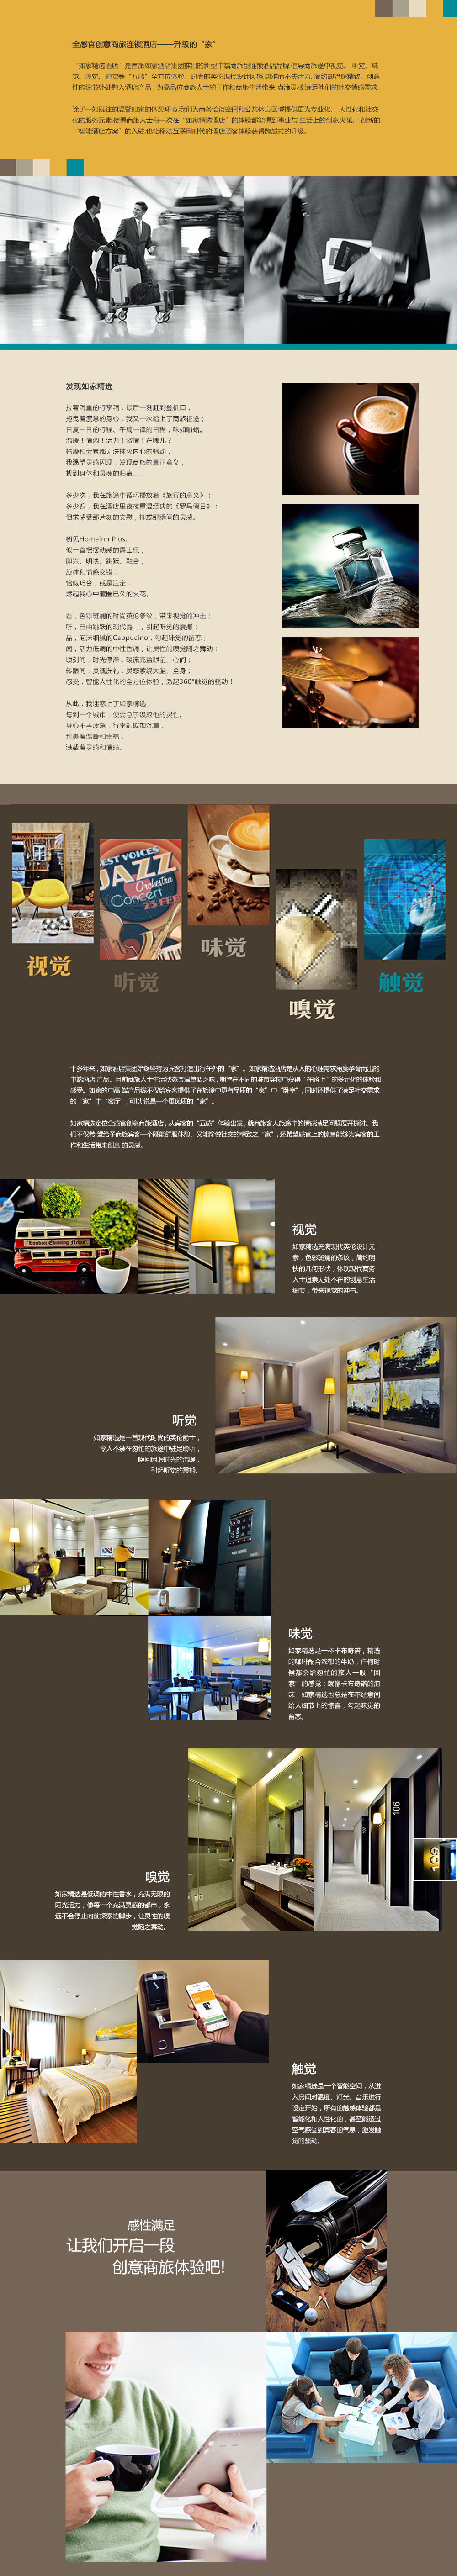 全感官创意商旅连锁酒店——升级的“家”
“如家精选酒店”是首旅如家酒店集团推出的新型中端商旅型连锁酒店品牌,倡导商旅途中视觉、听觉、味
觉、嗅觉、触觉等“五感”全方位体验。时尚的英伦现代设计风格,典雅而不失活力, 简约却始终精致。创意
性的细节处处融入酒店产品，为高品位商旅人士的工作和商旅生活带来 点滴灵感,满足他们的社交情感需求。
除了一如既往的温馨如家的休憩环境,我们为商务洽谈空间和公共休息区域提供更为专业化、人性化和社交
化的服务元素,使得商旅人士每一次在“如家精选酒店”的体验都能得到事业与 生活上的创意火花。创新的
“智能酒店方案”的入驻,也让移动互联网时代的酒店顾客体验获得跨越式的升级。
发现如家精选
拉着沉重的行李箱，最后一刻赶到登机口，
拖曳着疲惫的身心，我又一次踏上了商旅征途；
日复一日的行程、千篇一律的日程，味如嚼蜡。
温暖！情调！活力！激情！在哪儿？
枯燥和劳累都无法抹灭内心的骚动，
我渴望灵感闪现，发现商旅的真正意义，
找到身体和灵魂的归宿......
多少次，我在旅途中循环播放着《旅行的意义》；
多少遍，我在酒店里夜夜重温经典的《罗马假日》；
但求感受那片刻的安慰，抑或那瞬间的灵感。
初见Homeinn Plus,
似一首摇摆动感的爵士乐，
即兴、明快、跳跃、融合，
旋律和情感交错，
恰似巧合，或是注定，
燃起我心中藏匿已久的火花。
看，色彩斑斓的时尚英伦条纹，带来视觉的冲击；
听，自由跳跃的现代爵士，引起听觉的震撼；
品，泡沫细腻的Cappucino，勾起味觉的留恋；
闻，活力低调的中性香调，让灵性的嗅觉随之舞动；
顷刻间，时光停滞，暖流充盈眼前、心间；
转瞬间，灵魂洗礼，灵感萦绕大脑、全身；
感受，智能人性化的全方位体验，激起360°触觉的骚动！
从此，我迷恋上了如家精选，
每到一个城市，便会急于汲取他的灵性。
身心不再疲惫，行李却愈加沉重，
包裹着温暖和幸福，
满载着灵感和情感。
BEST VOICES
JAZZ
Orchestra
Concert
23 FEB
视觉
听觉
味觉
嗅觉
触觉
十多年来, 如家酒店集团始终坚持为宾客打造出行在外的“家”。如家精选酒店是从人的心理需求角度孕育而出的
中端酒店 产品。目前商旅人士生活状态普遍单调乏味，期望在不同的城市穿梭中获得“在路上”的多元化的体验和
感受。如家的中高 端产品线不仅给宾客提供了在旅途中更有品质的“家”中“卧室”，同时还提供了满足社交需求
的“家”中“客厅”，可以 说是一个更优质的“家”。
如家精选定位全感官创意商旅酒店，从宾客的“五感”体验出发，就商旅客人旅途中的情感满足问题展开探讨。我
们不仅希 望给予商旅宾客一个既能舒服休憩、又能愉悦社交的精致之“家”, 还希望感官上的惊喜能够为宾客的工
作和生活带来创意 的灵感。
London Evening News
视觉
如家精选充满现代英伦设计元
素，色彩斑斓的条纹，简约明
快的几何形状，体现现代商务
人士追崇无处不在的创意生活
细节，带来视觉的冲击。
听觉
如家精选是一首现代时尚的英伦爵士，
令人不禁在匆忙的旅途中驻足聆听，
唤回闲暇时光的温暖，
引起听觉的震撼。
味觉
如家精选是一杯卡布奇诺，精选
的咖啡配合浓郁的牛奶，任何时
候都会给匆忙的旅人一股“回
家”的感觉；就像卡布奇诺的泡
沫，如家精选也总是在不经意间
给人细节上的惊喜，勾起味觉的
留恋。
106
嗅觉
如家精选是低调的中性香水，充满无限的
阳光活力，像每一个充满灵感的都市，永
远不会停止向前探索的脚步，让灵性的嗅
觉随之舞动。
触觉
如家精选是一个智能空间，从进
入房间对温度、灯光、音乐进行
设定开始，所有的触感体验都是
智能化和人性化的，甚至能透过
空气感受到宾客的气息，激发触
觉的骚动。
感性满足
让我们开启一段
创意商旅体验吧!